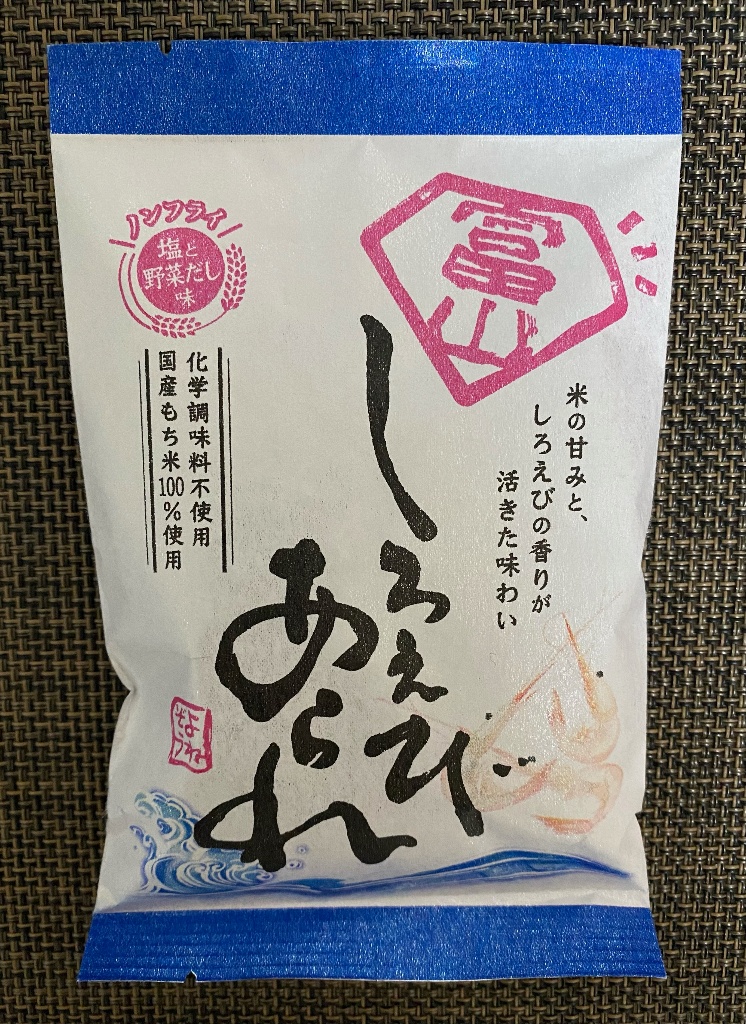 富山
ノンフライ
塩と
野菜だし
味
米の甘みと、
しろえびの香りが
活きた味わい
しろえび
あられ
化学調味料不使用
国産もち米100%使用